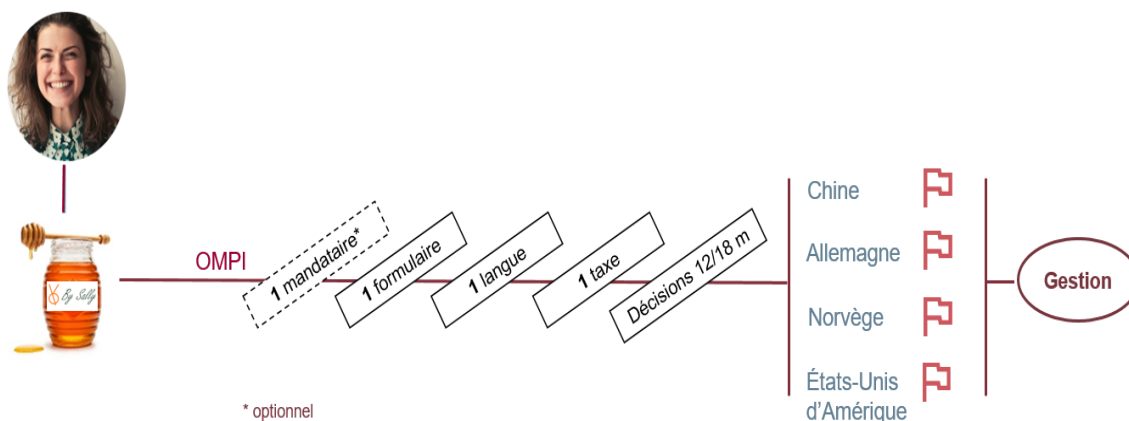 By Sally
OMPI
1 mandataire*
1 formulaire
1 langue
1 taxe
Décisions 12/18 m
Chine
Allemagne
Norvège
États-Unis
d’Amérique
Gestion
* optionnel